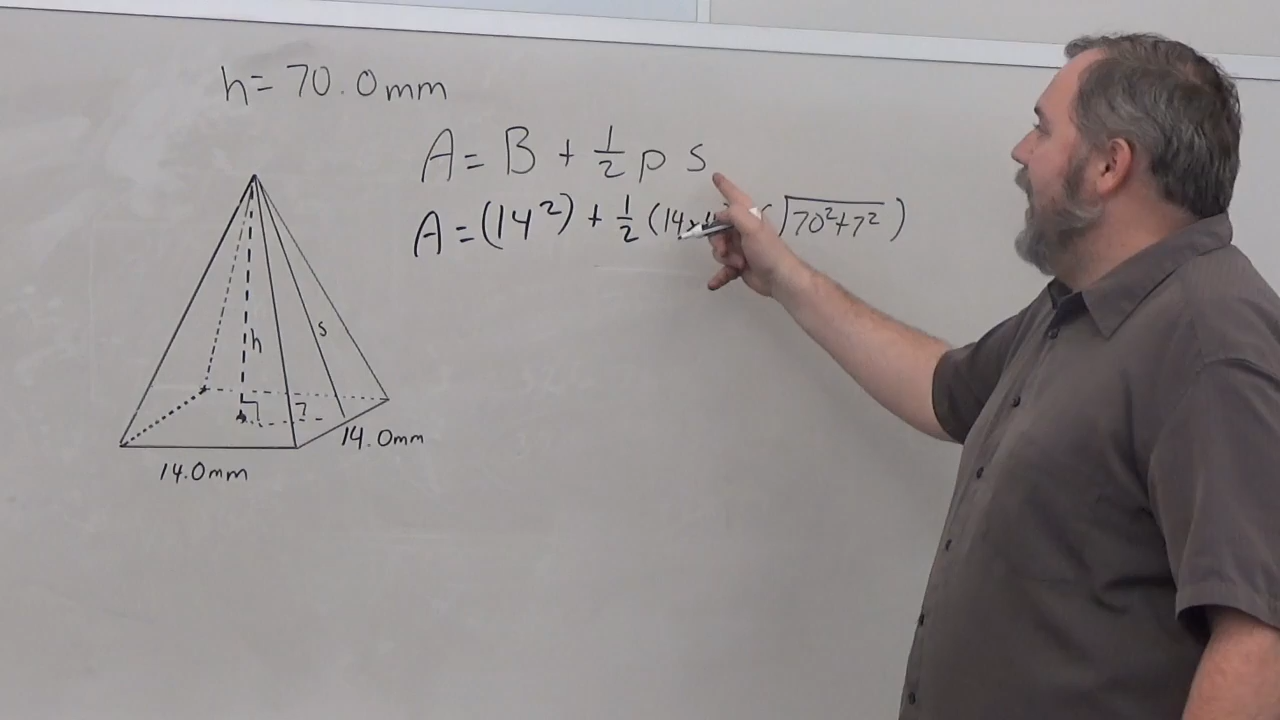 h = 70.0mm
A = B + 1/2 p s
A = (14²) + 1/2 (14× (√70²+7²)
h
s
7
14.0mm
14.0mm